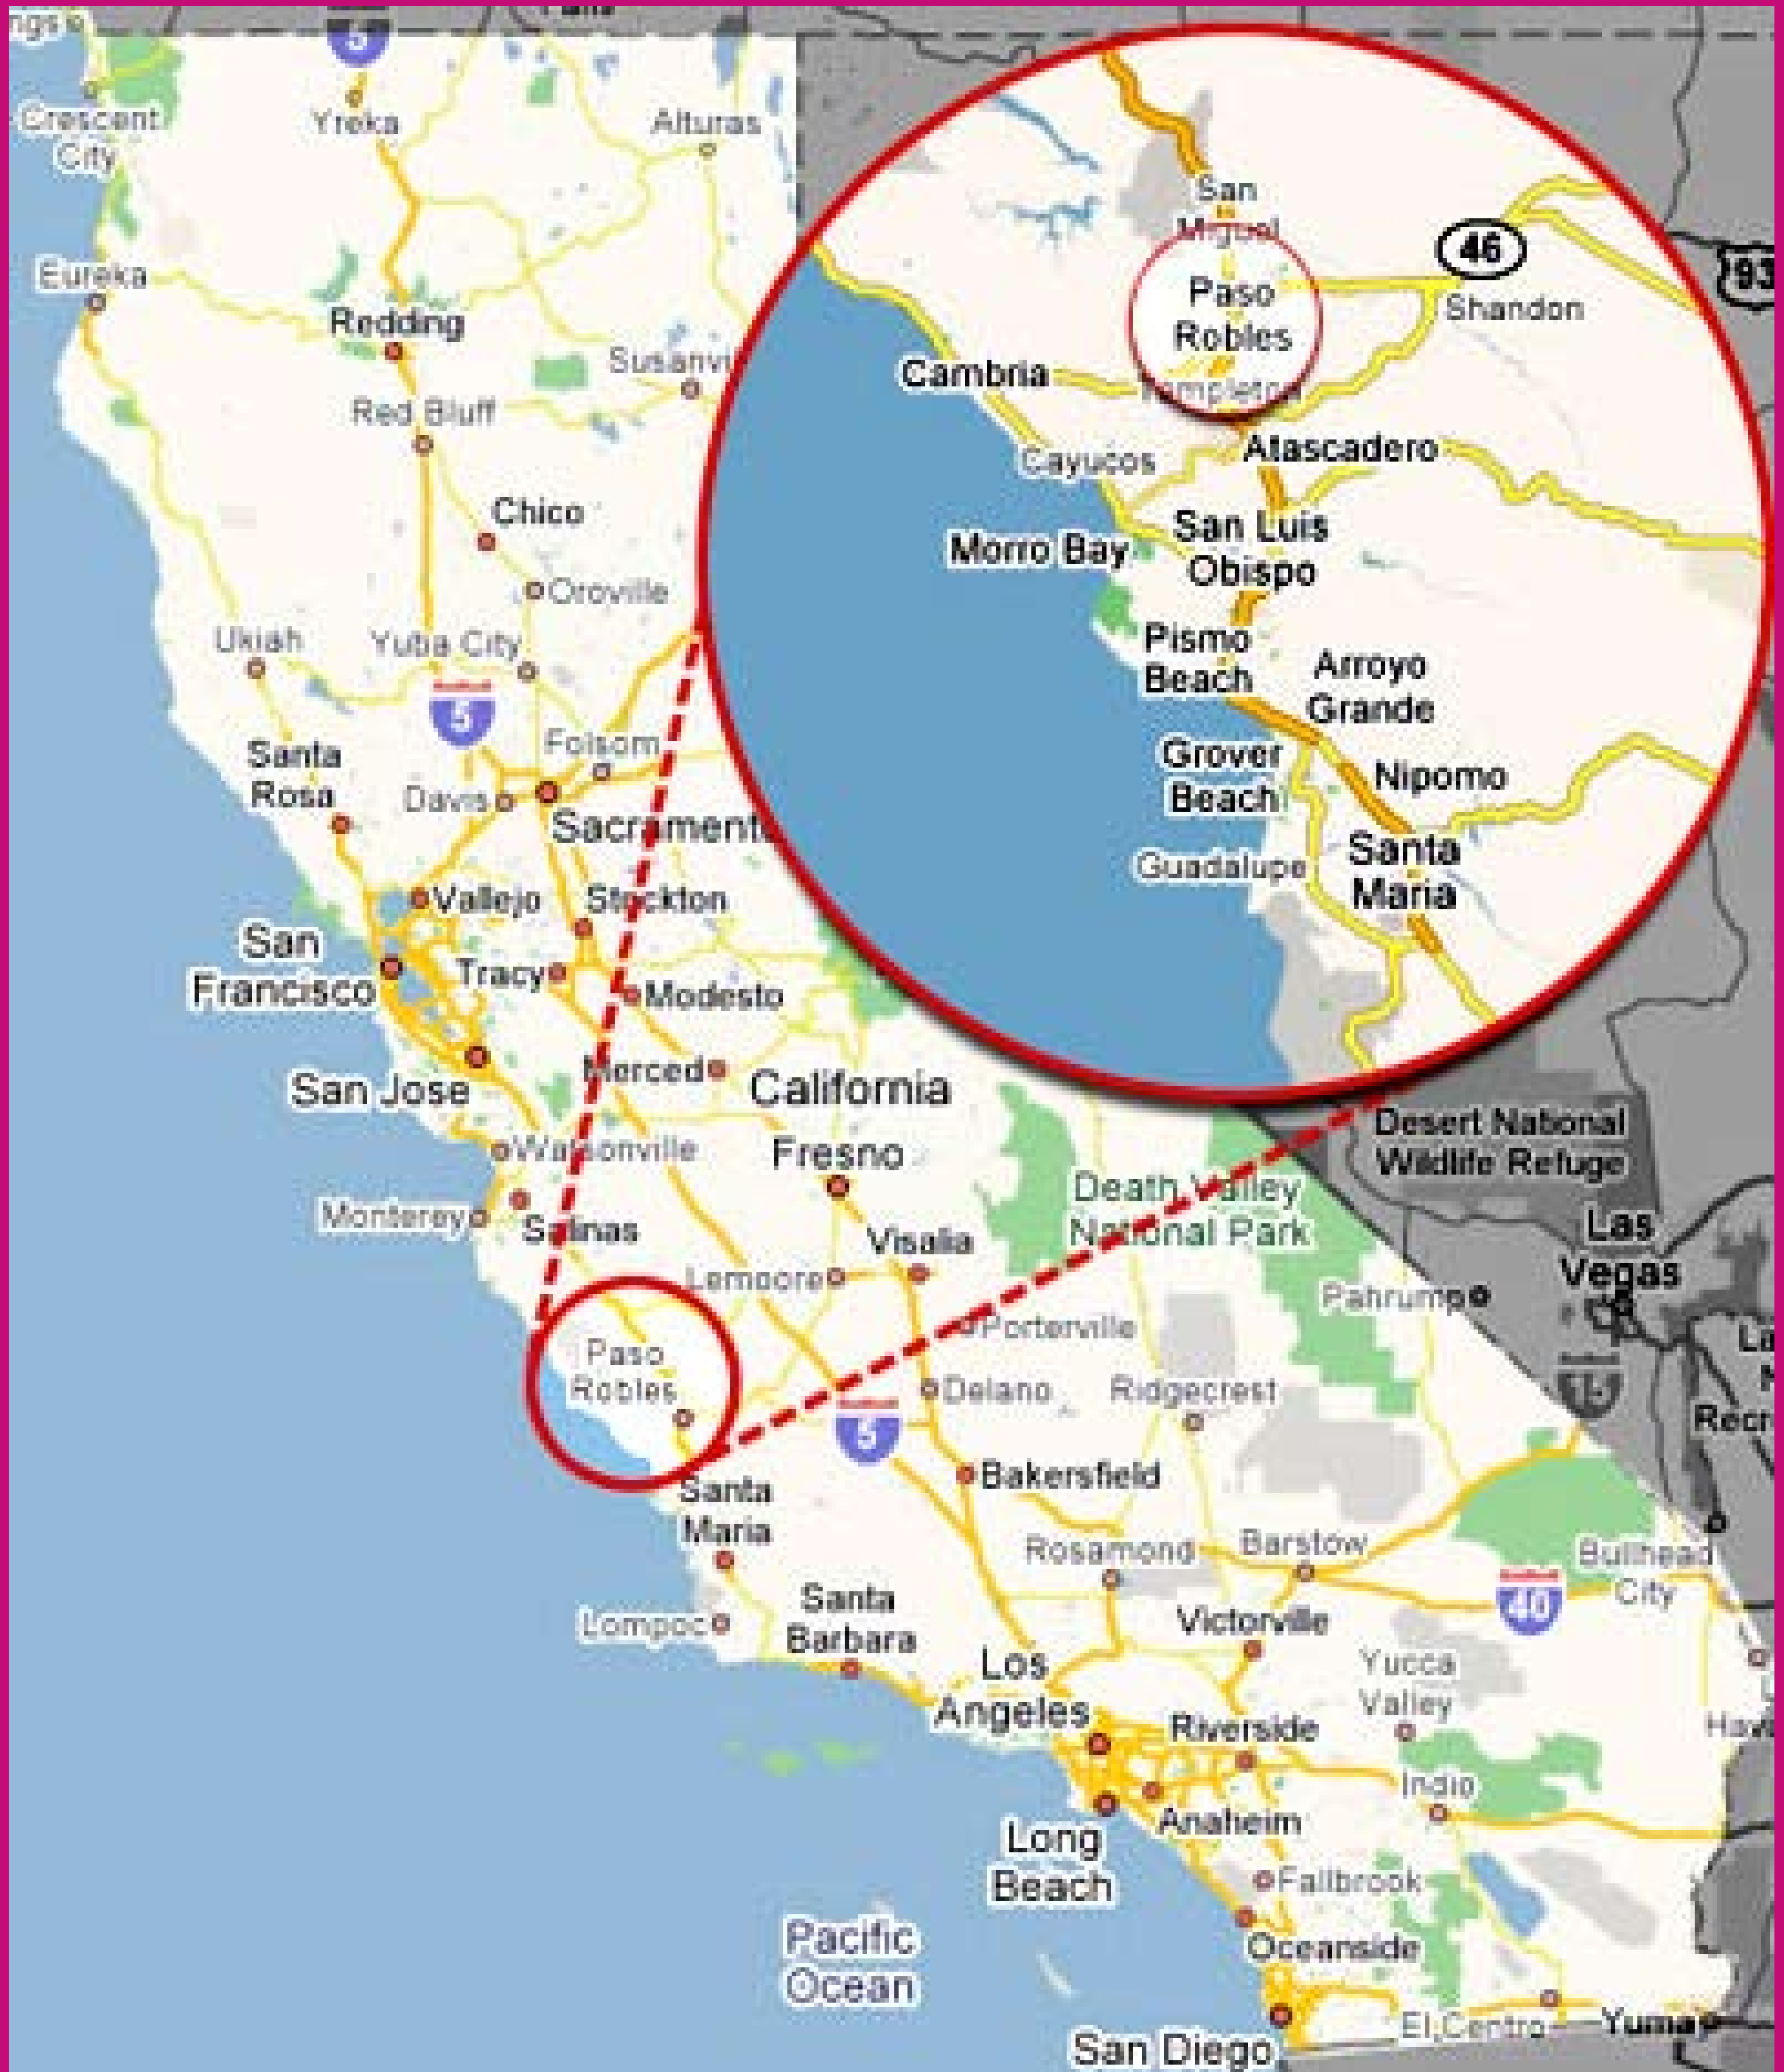 5
Crescent
City
Yreka
Alturas
Eureka
Redding
Susanvi
Red Bluff
Chico
Oroville
Ukiah
Yuba City
5
Santa
Rosa
Folsom
Davis
Sacramento
Vallejo
Stockton
San
Francisco
Tracy
Modesto
San Jose
Merced
California
Watsonville
Fresno
Monterey
Salinas
Visalia
Lemoore
Death Valley
National Park
Desert National
Wildlife Refuge
Las
Vegas
Pahrump
Porterville
Paso
Robles
Delano
Ridgecrest
5
15
La
N
Recr
Santa
Maria
Bakersfield
Rosamond
Barstow
Bullhead
City
40
Lompoc
Santa
Barbara
Victorville
Los
Angeles
Yucca
Valley
Riverside
Hav
Indio
Anaheim
Long
Beach
Fallbrook
Oceanside
Pacific
Ocean
El Centro
Yuma
San Diego
San
Miguel
46
93
Paso
Robles
Shandon
Cambria
Templeton
Cayucos
Atascadero
Morro Bay
San Luis
Obispo
Pismo
Beach
Arroyo
Grande
Grover
Beach
Nipomo
Guadalupe
Santa
Maria